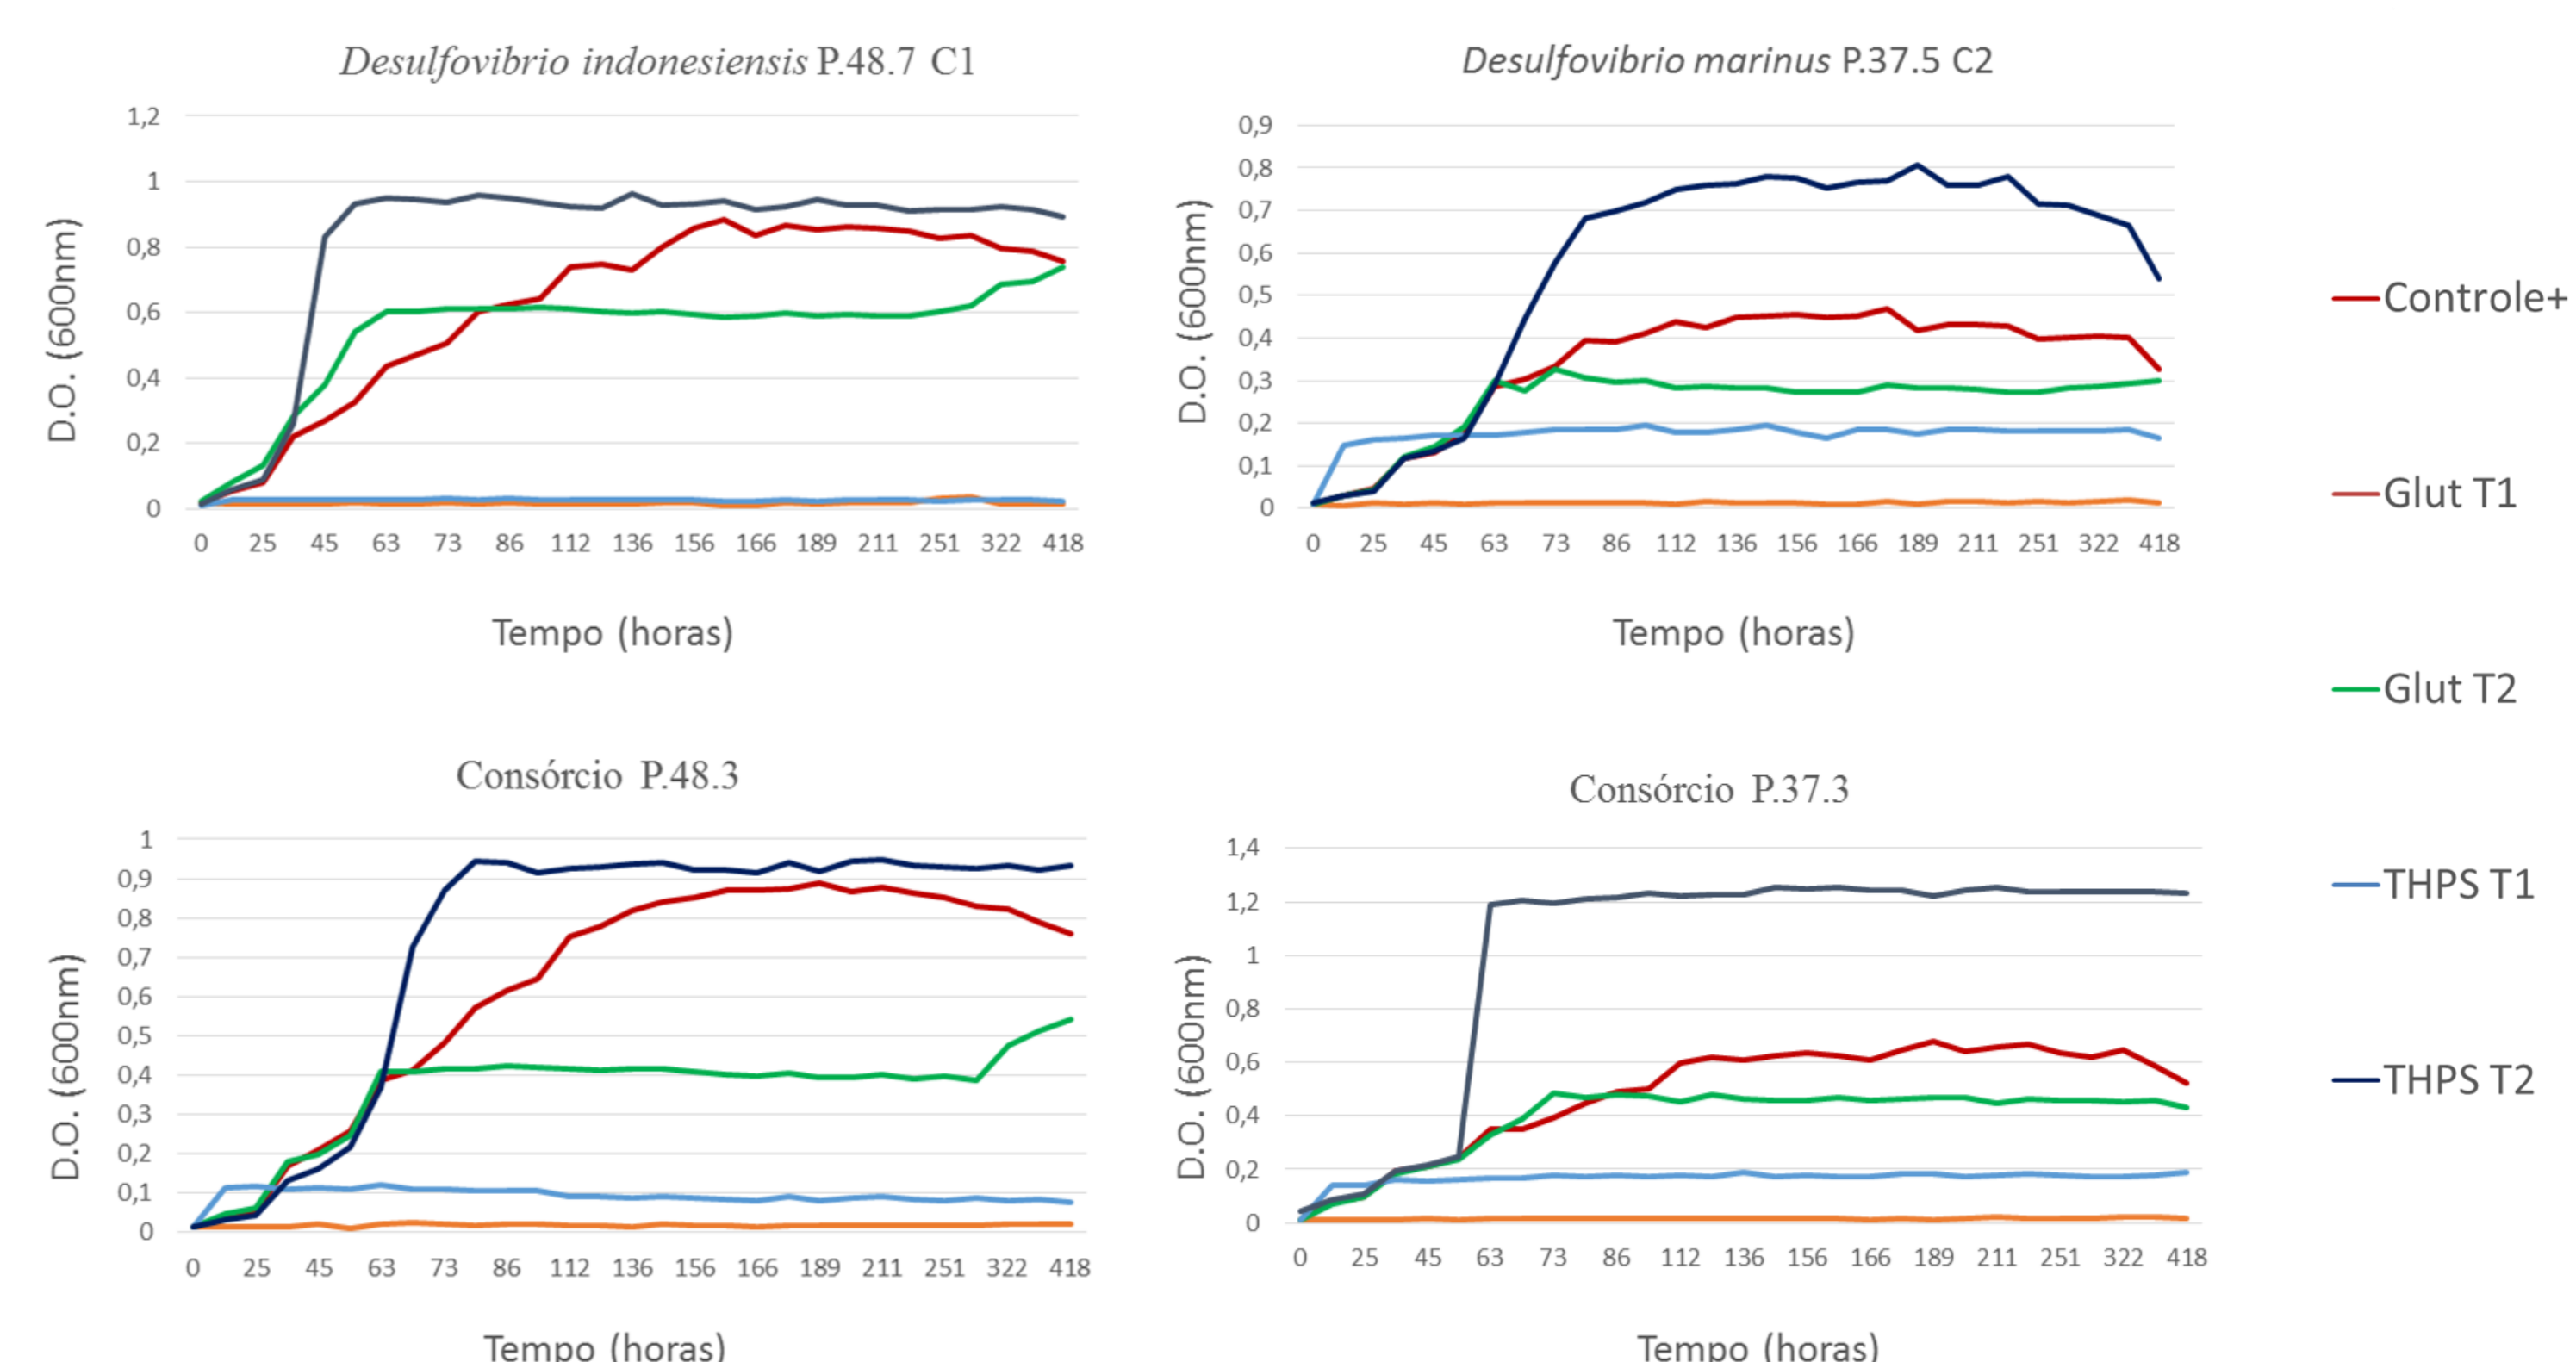 Desulfovibrio indonesiensis P.48.7 C1
D.O. (600nm)
1,2
1
0,8
0,6
0,4
0,2
0
0 25 45 63 73 86 112 136 156 166 189 211 251 322 418
Tempo (horas)
Desulfovibrio marinus P.37.5 C2
D.O. (600nm)
0,9
0,8
0,7
0,6
0,5
0,4
0,3
0,2
0,1
0
0 25 45 63 73 86 112 136 156 166 189 211 251 322 418
Tempo (horas)
Consórcio P.48.3
D.O. (600nm)
1
0,9
0,8
0,7
0,6
0,5
0,4
0,3
0,2
0,1
0
0 25 45 63 73 86 112 136 156 166 189 211 251 322 418
Tempo (horas)
Consórcio P.37.3
D.O. (600nm)
1,4
1,2
1
0,8
0,6
0,4
0,2
0
0 25 45 63 73 86 112 136 156 166 189 211 251 322 418
Tempo (horas)
Controle+
Glut T1
Glut T2
THPS T1
THPS T2